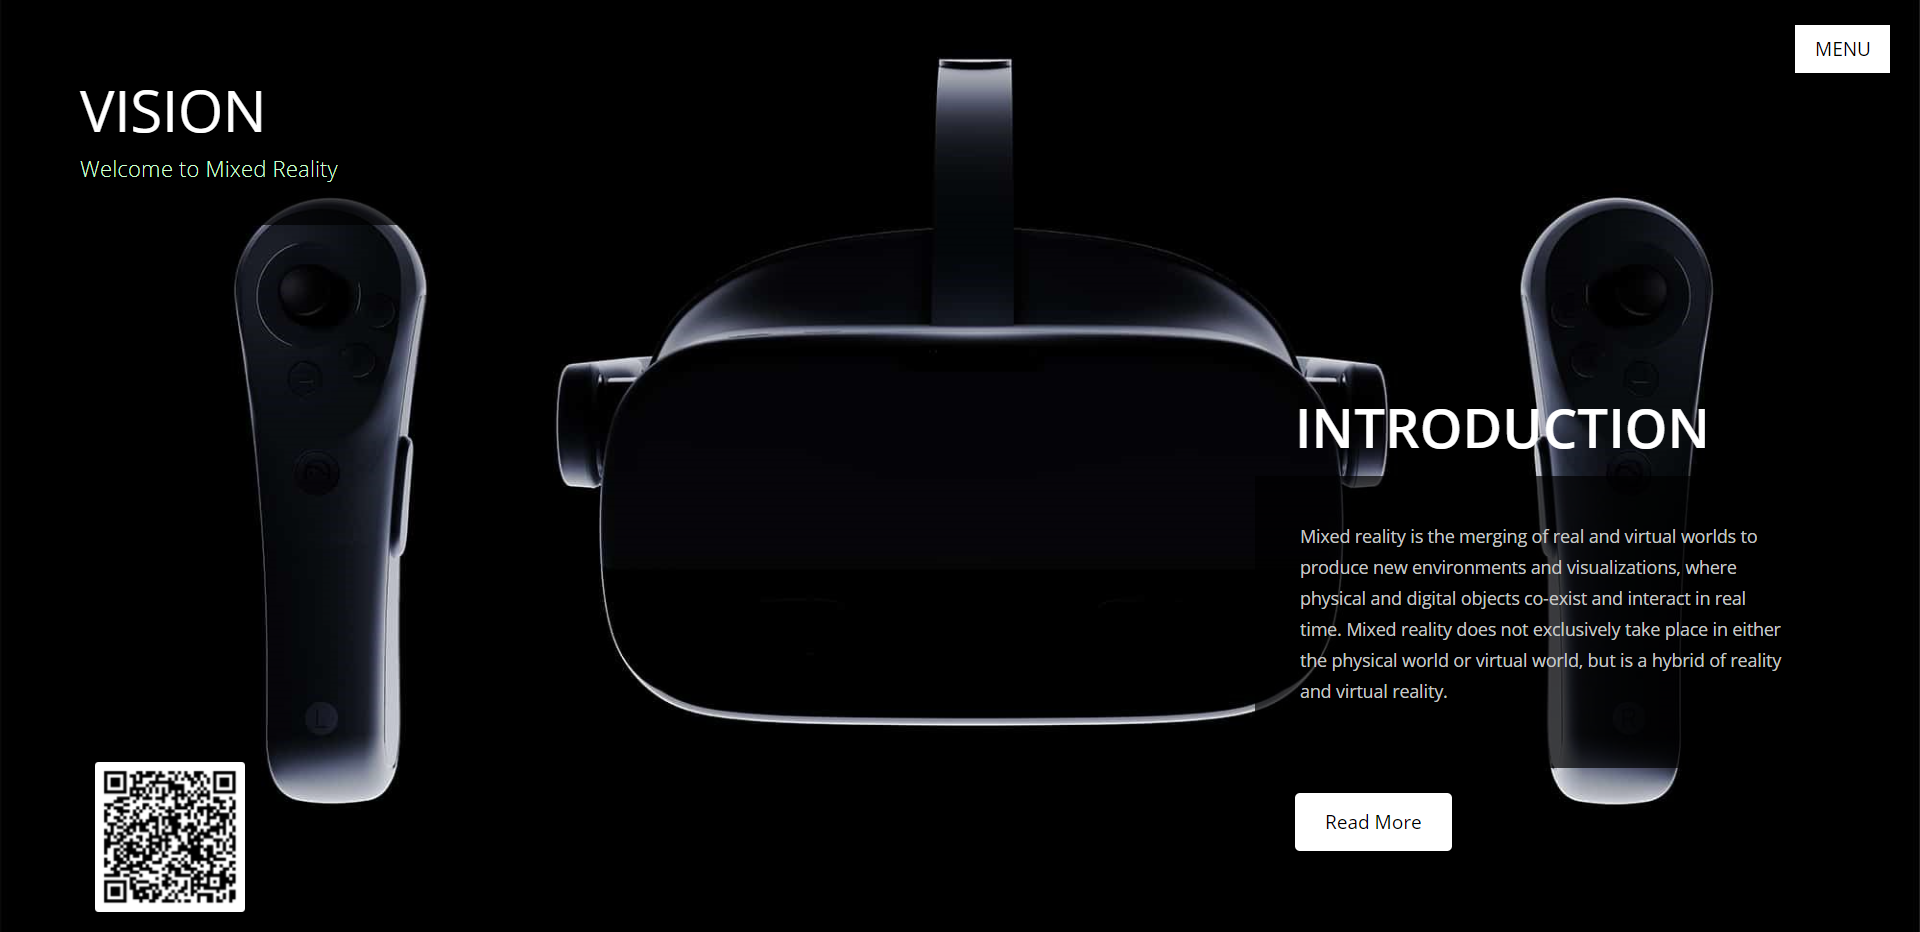 MENU
VISION
Welcome to Mixed Reality
INTRODUCTION
Mixed reality is the merging of real and virtual worlds to
produce new environments and visualizations, where
physical and digital objects co-exist and interact in real
time. Mixed reality does not exclusively take place in either
the physical world or virtual world, but is a hybrid of reality
and virtual reality.
L
Read More